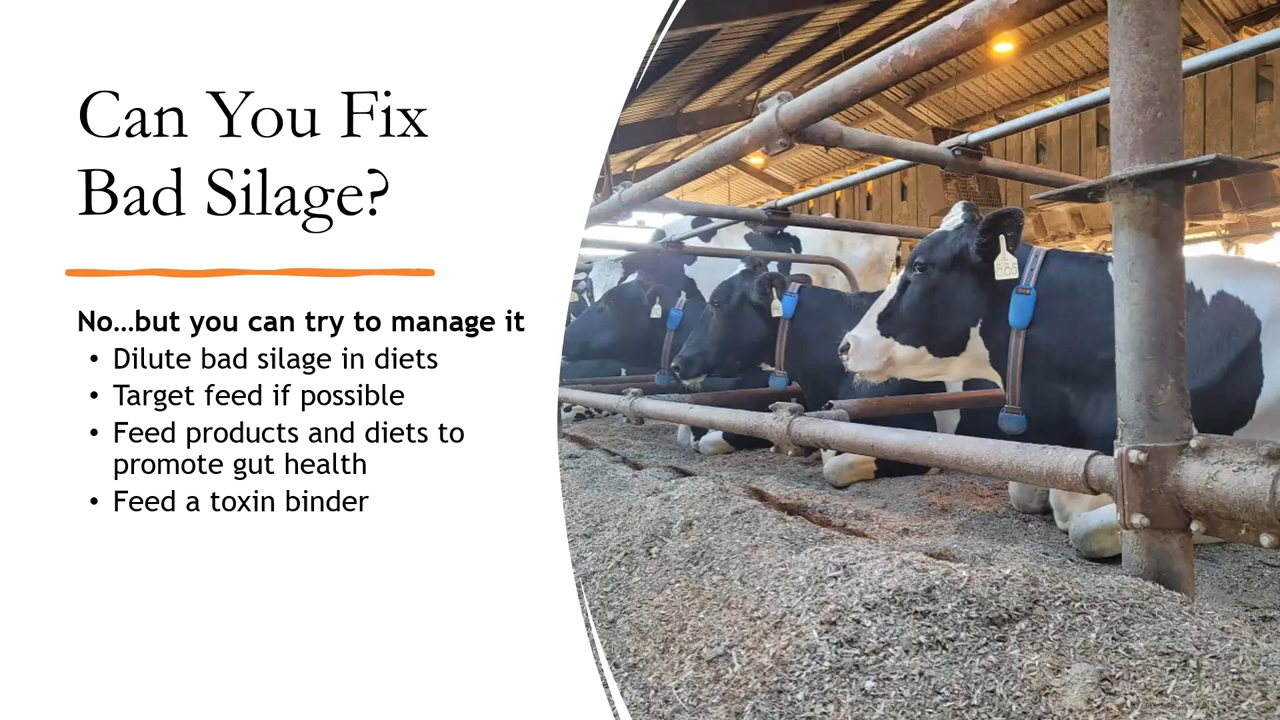 Can You Fix
Bad Silage?
No…but you can try to manage it
• Dilute bad silage in diets
• Target feed if possible
• Feed products and diets to
promote gut health
• Feed a toxin binder